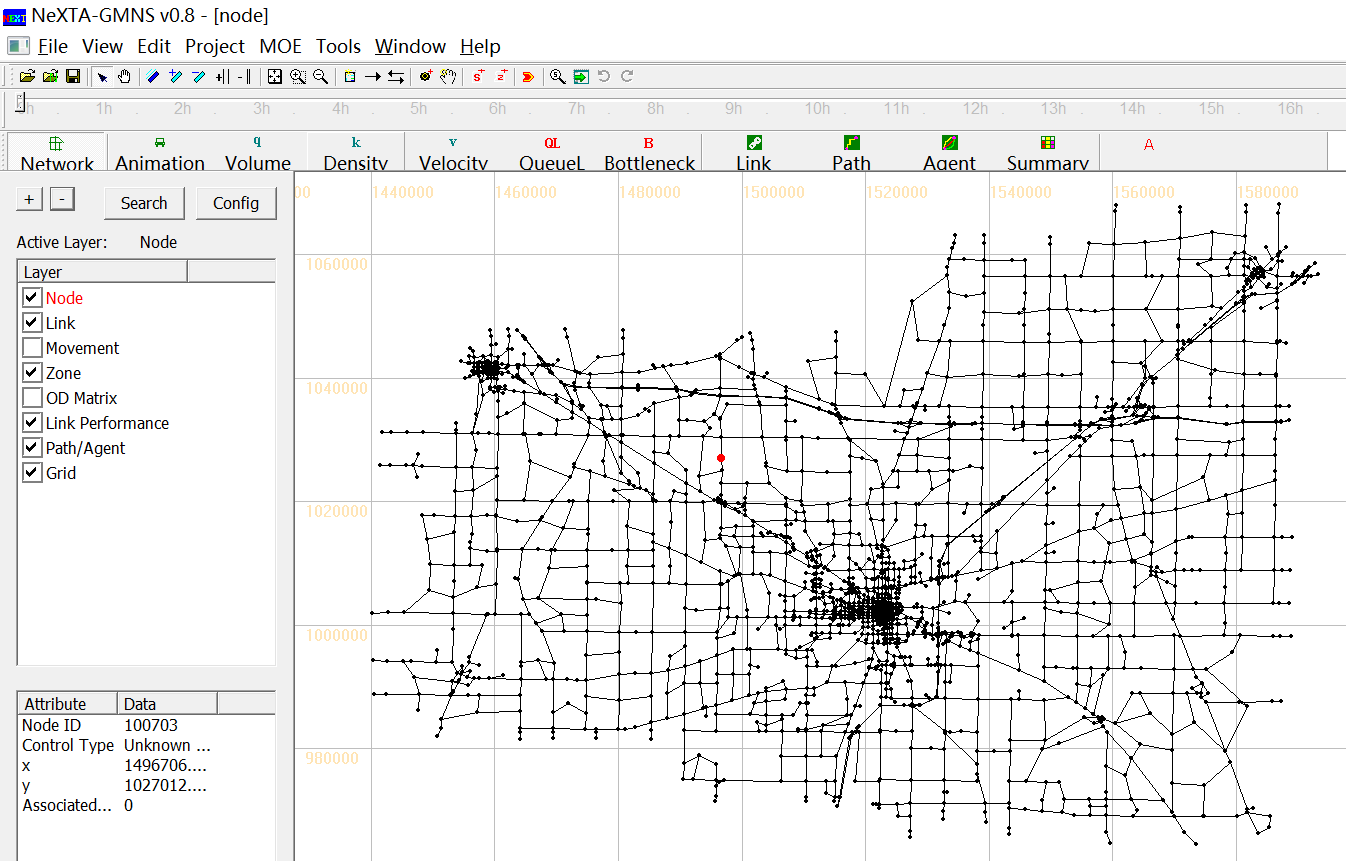 NeXTA-GMNS v0.8 - [node]
File View Edit Project MOE Tools Window Help
1h 2h 3h 4h 5h 6h 7h 8h 9h 10h 11h 12h 13h 14h 15h 16h
q k v QL B A
Network Animation Volume Density Velocity QueueL Bottleneck Link Path Agent Summary
+ - Search Config
Active Layer: Node
Layer
Node
Link
Movement
Zone
OD Matrix
Link Performance
Path/Agent
Grid
Attribute Data
Node ID 100703
Control Type Unknown ...
x 1496706....
y 1027012....
Associated... 0
00 1440000 1460000 1480000 1500000 1520000 1540000 1560000 1580000
1060000
1040000
1020000
1000000
980000